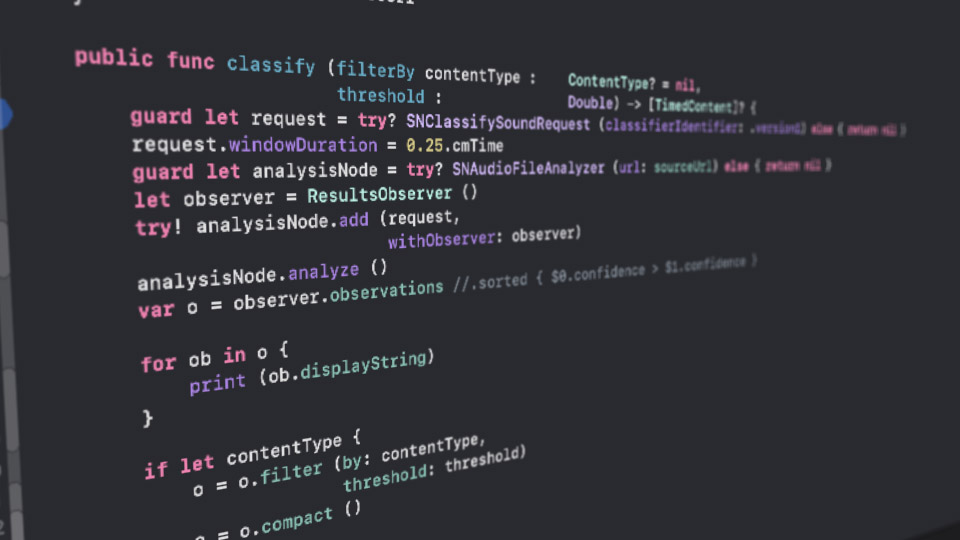 public func classify (filterBy contentType : ContentType? = nil,
threshold : Double) -> [TimedContent]? {
guard let request = try? SNClassifySoundRequest (classifierIdentifier: .version1) else { return nil }
request.windowDuration = 0.25.cmTime
guard let analysisNode = try? SNAudioFileAnalyzer (url: sourceUrl) else { return nil }
let observer = ResultsObserver ()
try! analysisNode.add (request,
withObserver: observer)
analysisNode.analyze ()
var o = observer.observations //.sorted { $0.confidence > $1.confidence }
for ob in o {
print (ob.displayString)
}
if let contentType {
o = o.filter (by: contentType,
threshold: threshold)
= o.compact ()